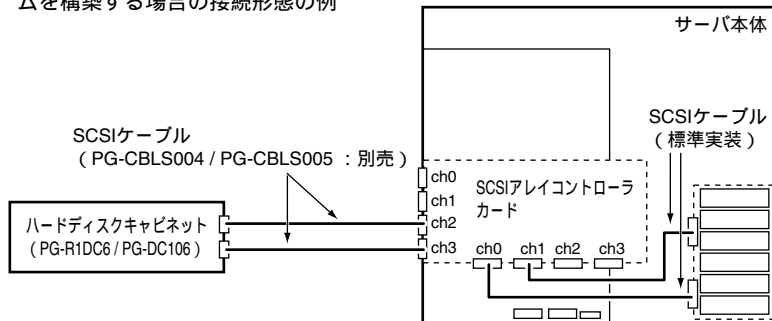 ムを構築する場合の接続形態の例
サーバ本体
SCSIケーブル
（標準実装）
SCSIケーブル
（PG-CBLS004 / PG-CBLS005 ：別売）
ch0
ch1
ch2
ch3
SCSIアレイコントローラ
カード
ch0 ch1 ch2 ch3
ハードディスクキャビネット
（PG-R1DC6 / PG-DC106）